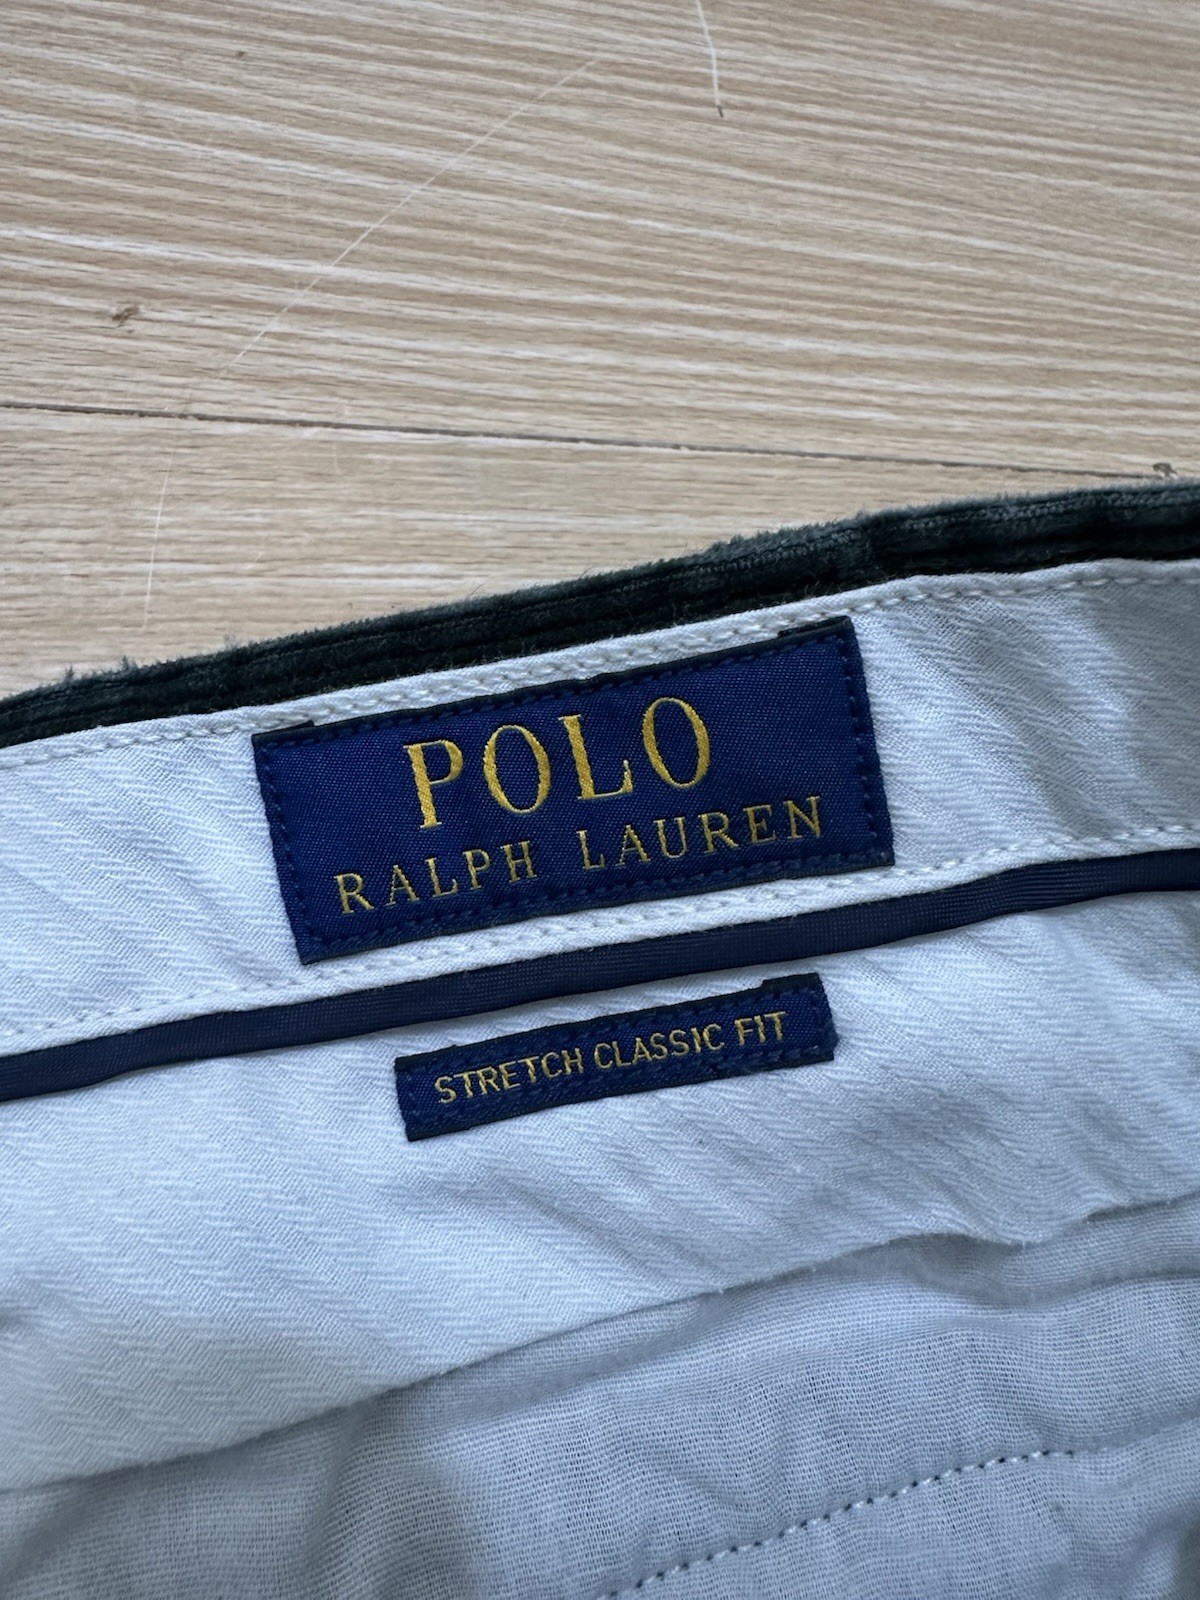 POLO
RALPH LAUREN
STRETCH CLASSIC FIT